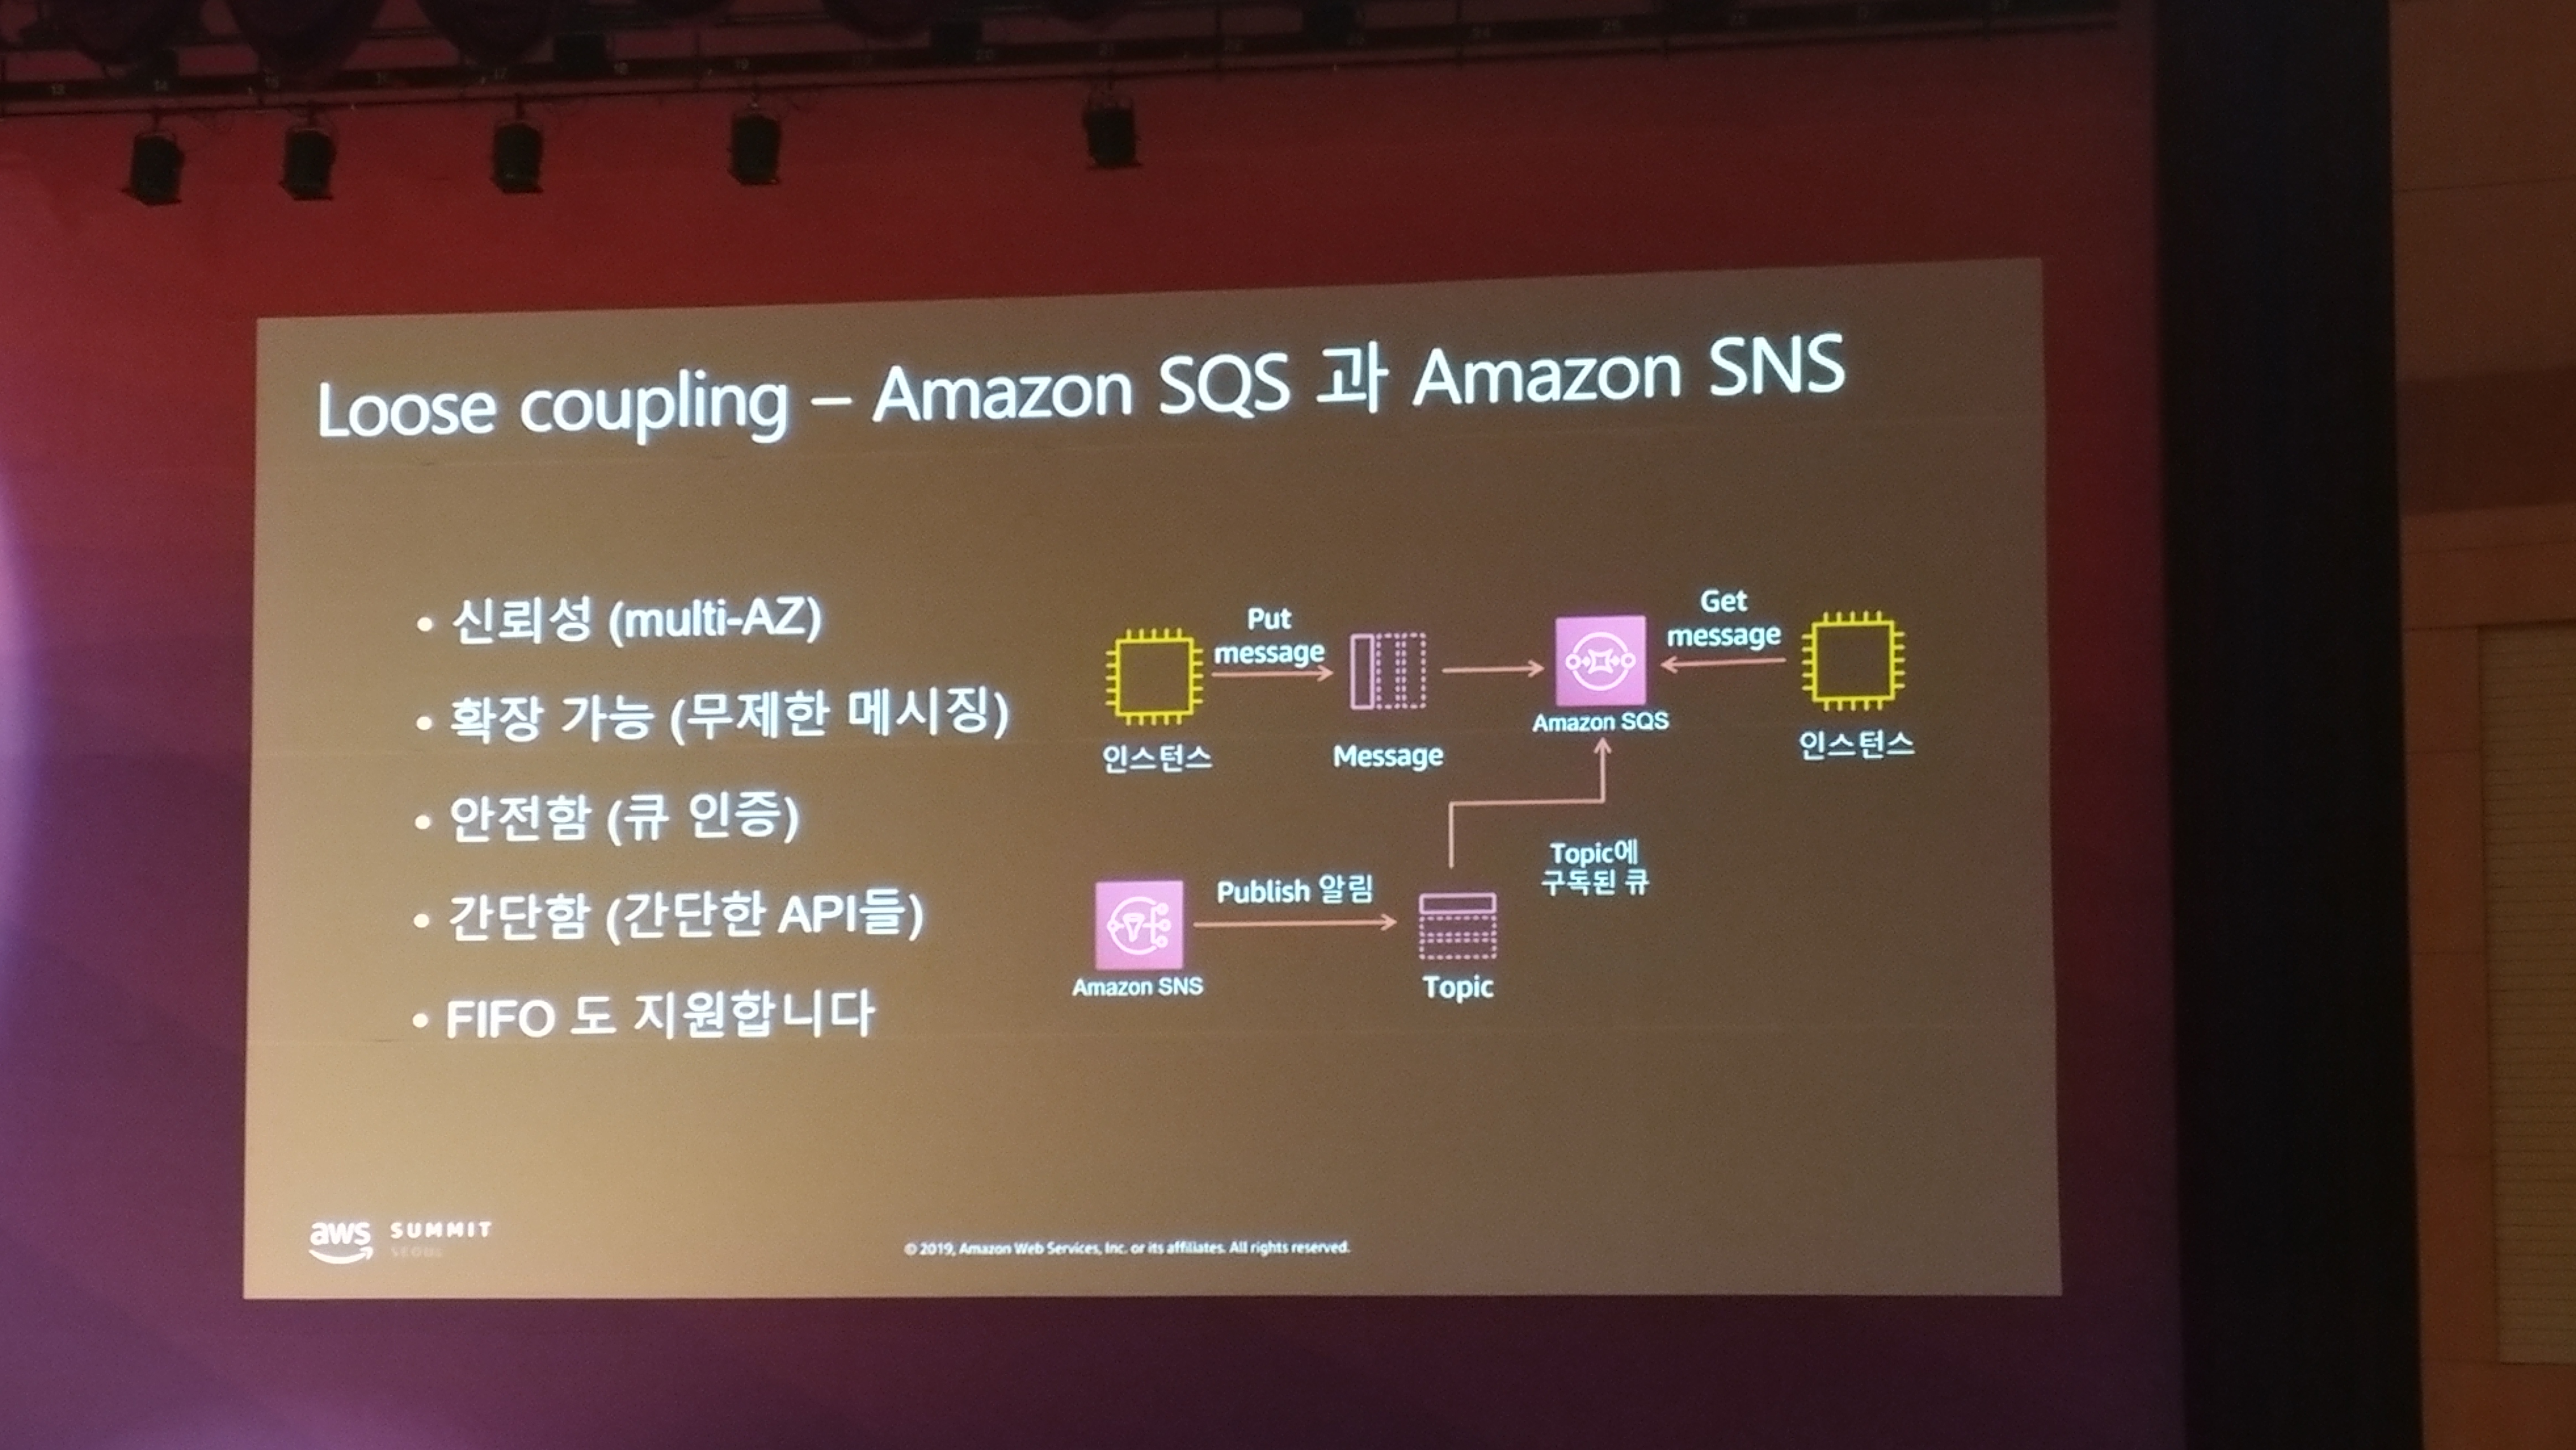 Loose coupling – Amazon SQS 과 Amazon SNS
• 신뢰성 (multi-AZ)
• 확장 가능 (무제한 메시징)
• 안전함 (큐 인증)
• 간단함 (간단한 API들)
• FIFO 도 지원합니다
Put
message
Get
message
인스턴스
Message
Amazon SQS
인스턴스
Topic에
구독된 큐
Publish 알림
Amazon SNS
Topic
aws SUMMIT
SEOUL
© 2019, Amazon Web Services, Inc. or its affiliates. All rights reserved.